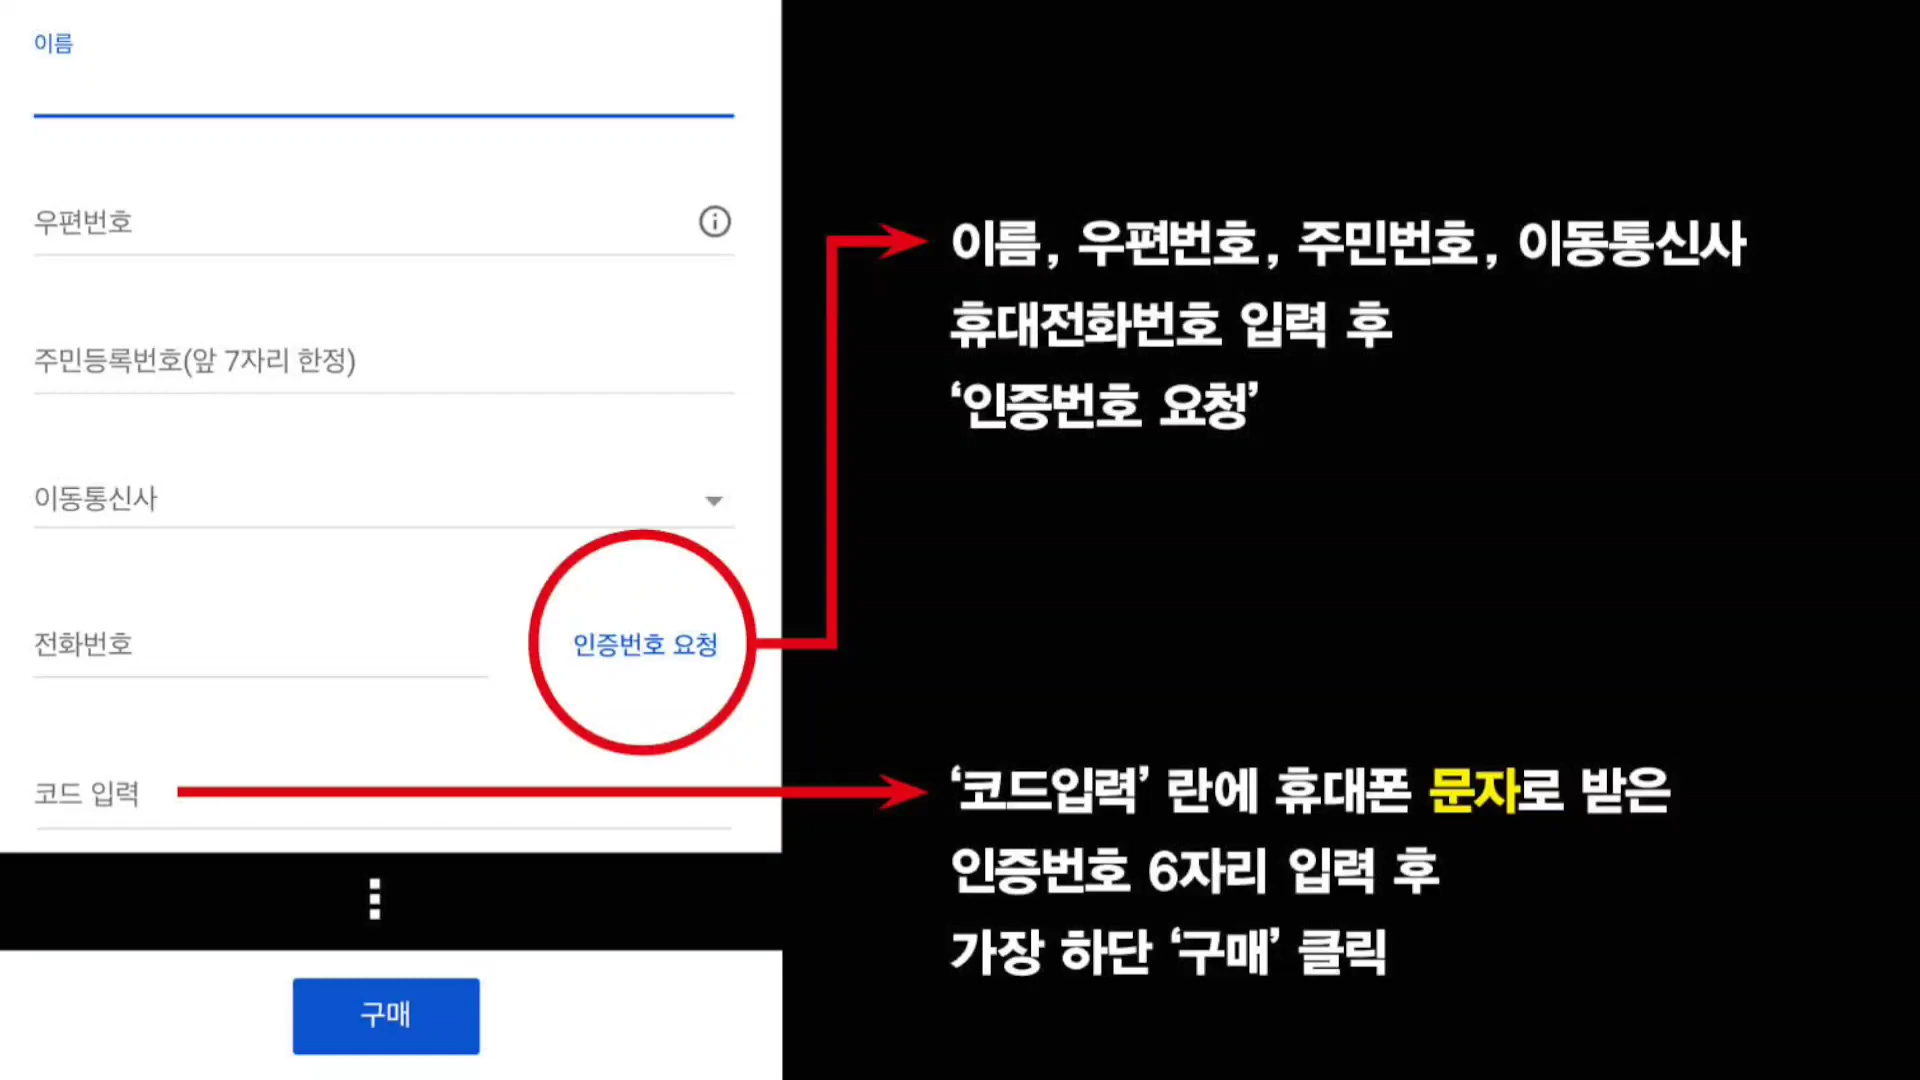 이름
우편번호
주민등록번호(앞 7자리 한정)
이동통신사
전화번호
인증번호 요청
코드 입력
구매
이름, 우편번호, 주민번호, 이동통신사
휴대전화번호 입력 후
‘인증번호 요청’
‘코드입력’ 란에 휴대폰 문자로 받은
인증번호 6자리 입력 후
가장 하단 ‘구매’ 클릭